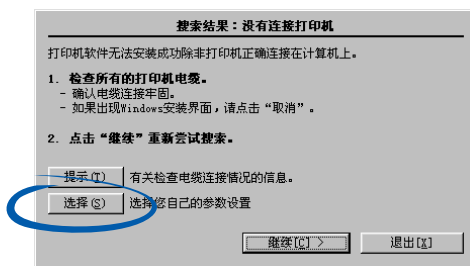 搜索结果：没有连接打印机
打印机软件无法安装成功除非打印机正确连接在计算机上。
1. 检查所有的打印机电缆。
- 确认电缆连接牢固。
- 如果出现Windows安装界面，请点击“取消”。
2. 点击“继续”重新尝试搜索。
提示(T) 有关检查电缆连接情况的信息。
选择(S) 选择您自己的参数设置
继续[C] > 退出[X]